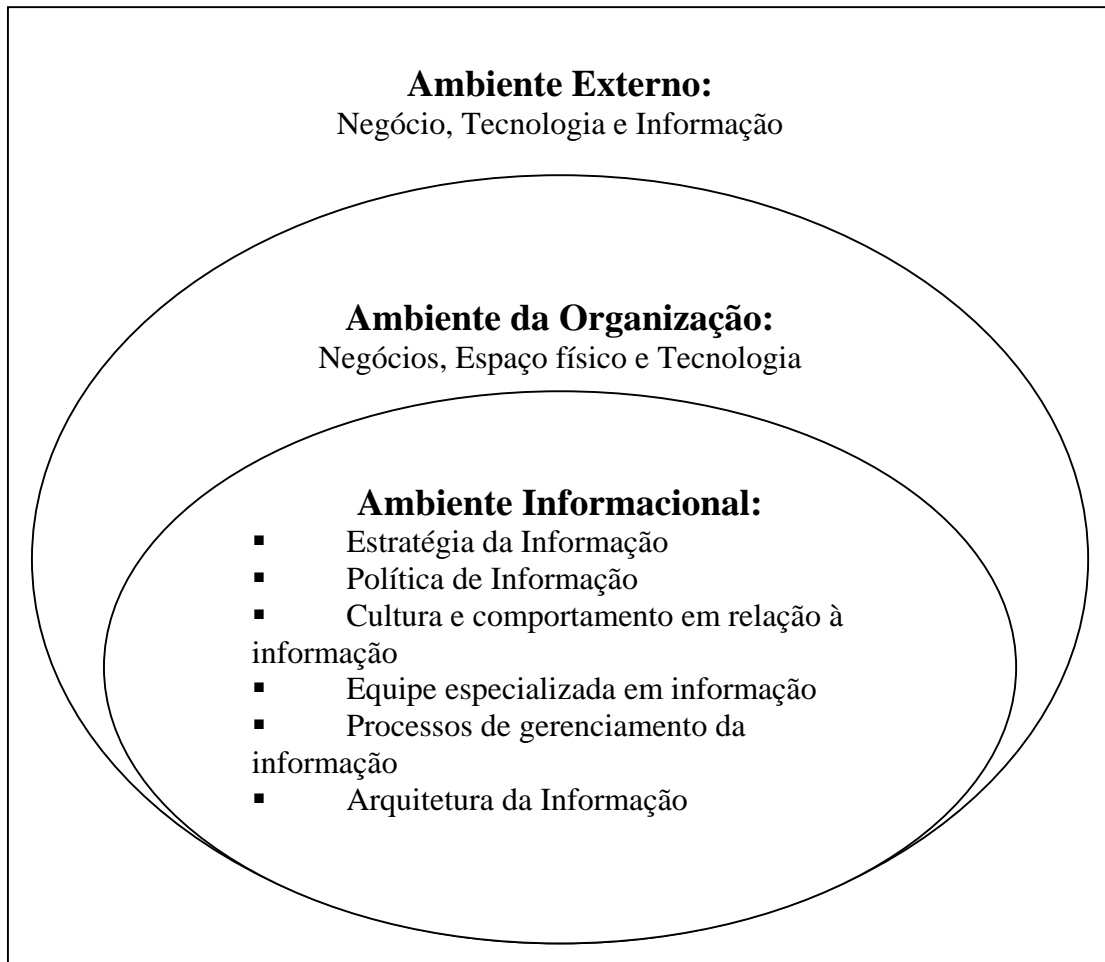 Ambiente Externo:
Negócio, Tecnologia e Informação
Ambiente da Organização:
Negócios, Espaço físico e Tecnologia
Ambiente Informacional:
▪ Estratégia da Informação
▪ Política de Informação
▪ Cultura e comportamento em relação à
informação
▪ Equipe especializada em informação
▪ Processos de gerenciamento da
informação
▪ Arquitetura da Informação